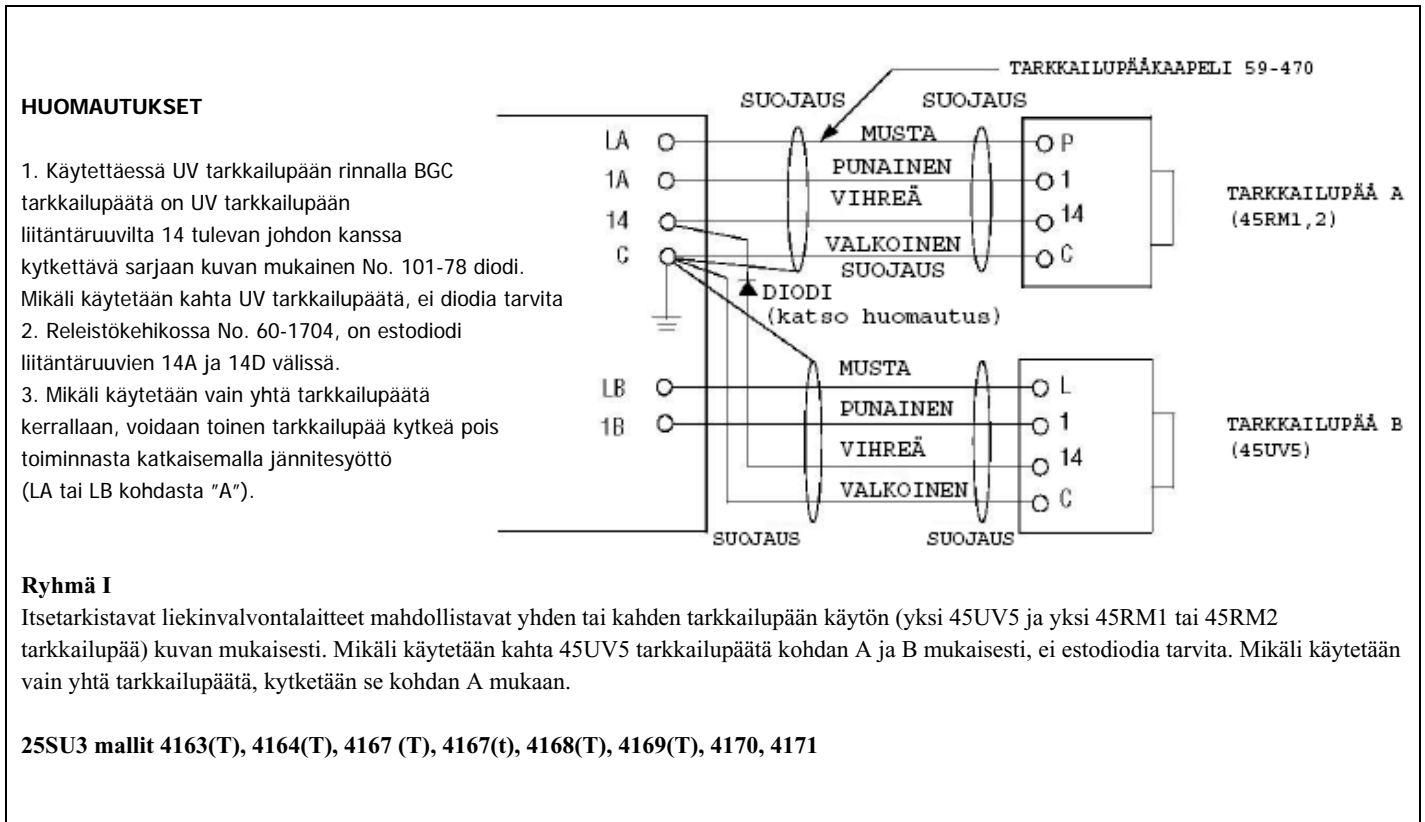 HUOMAUTUKSET
1. Käytettäessä UV tarkkailupään rinnalla BGC
tarkkailupäätä on UV tarkkailupään
liitäntäruuvilta 14 tulevan johdon kanssa
kytkettävä sarjaan kuvan mukainen No. 101-78 diodi.
Mikäli käytetään kahta UV tarkkailupäätä, ei diodia tarvita
2. Releistökehikossa No. 60-1704, on estodiodi
liitäntäruuvien 14A ja 14D välissä.
3. Mikäli käytetään vain yhtä tarkkailupäätä
kerrallaan, voidaan toinen tarkkailupää kytkeä pois
toiminnasta katkaisemalla jännitesyöttö
(LA tai LB kohdasta "A").
TARKKAILUPÄÄKAAPELI 59-470
SUOJAUS SUOJAUS
LA MUSTA P
1A PUNAINEN 1
14 VIHREÄ 14
C VALKOINEN C
SUOJAUS
TARKKAILUPÄÄ A
(45RM1,2)
DIODI
(katso huomautus)
LB MUSTA L
1B PUNAINEN 1
VIHREÄ 14
VALKOINEN C
TARKKAILUPÄÄ B
(45UV5)
SUOJAUS SUOJAUS
Ryhmä I
Itsetarkistavat liekinvalvontalaitteet mahdollistavat yhden tai kahden tarkkailupään käytön (yksi 45UV5 ja yksi 45RM1 tai 45RM2
tarkkailupää) kuvan mukaisesti. Mikäli käytetään kahta 45UV5 tarkkailupäätä kohdan A ja B mukaisesti, ei estodiodia tarvita. Mikäli käytetään
vain yhtä tarkkailupäätä, kytketään se kohdan A mukaan.
25SU3 mallit 4163(T), 4164(T), 4167 (T), 4167(t), 4168(T), 4169(T), 4170, 4171